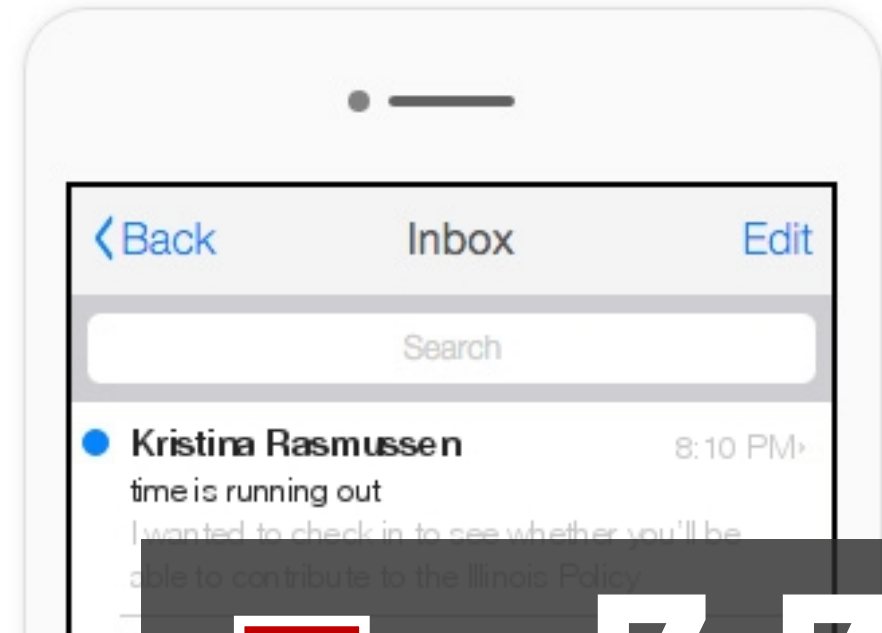 Back Inbox Edit
Search
Kristina Rasmussen 8:10 PM
time is running out
I wanted to check in to see whether you'll be
able to contribute to the Illinois Policy